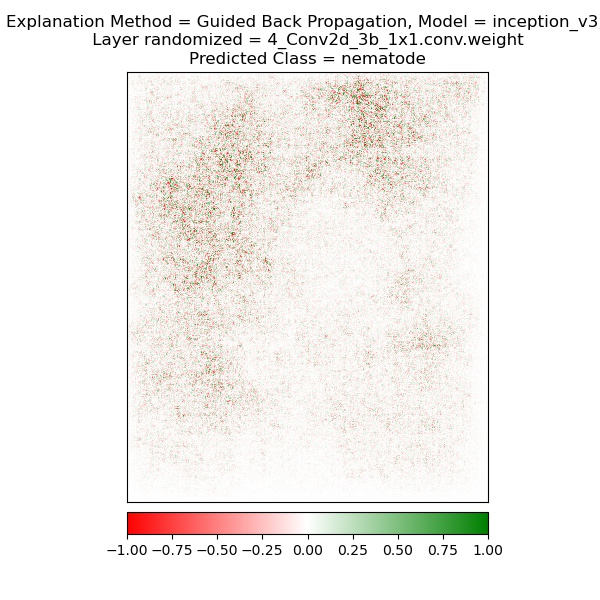 Explanation Method = Guided Back Propagation, Model = inception_v3
Layer randomized = 4_Conv2d_3b_1x1.conv.weight
Predicted Class = nematode
−1.00 −0.75 −0.50 −0.25 0.00 0.25 0.50 0.75 1.00